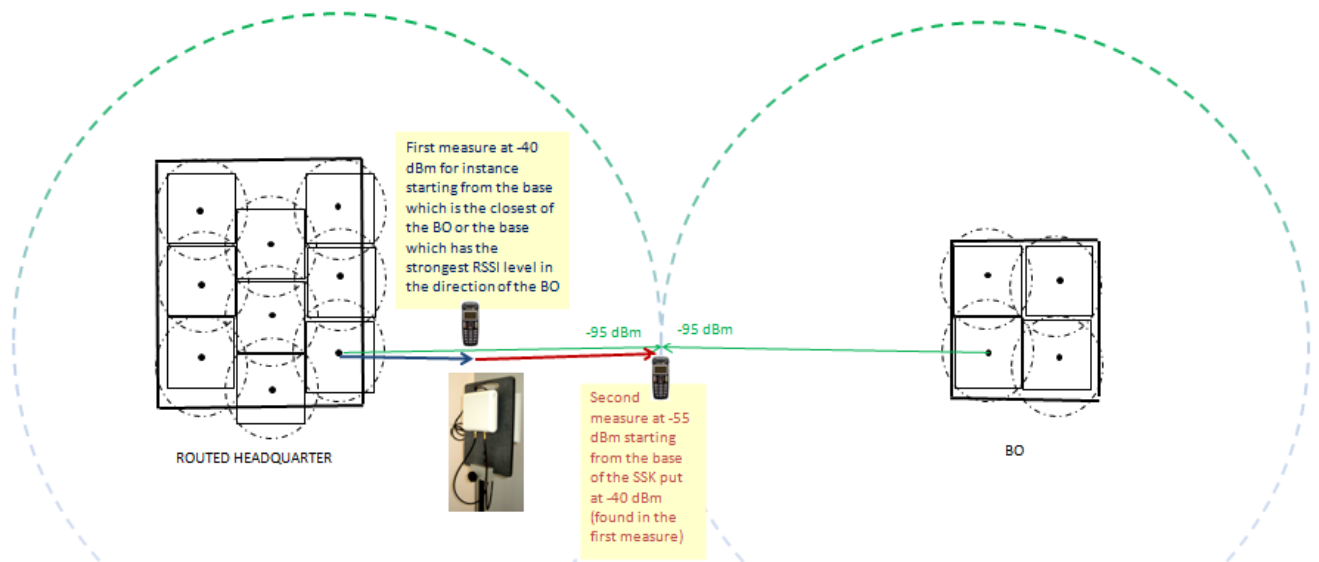 First measure at -40
dBm for instance
starting from the base
which is the closest of
the BO or the base
which has the
strongest RSSI level in
the direction of the BO
-95 dBm
-95 dBm
Second
measure at -55
dBm starting
from the base
of the SSK put
at -40 dBm
(found in the
first measure)
ROUTED HEADQUARTER
BO